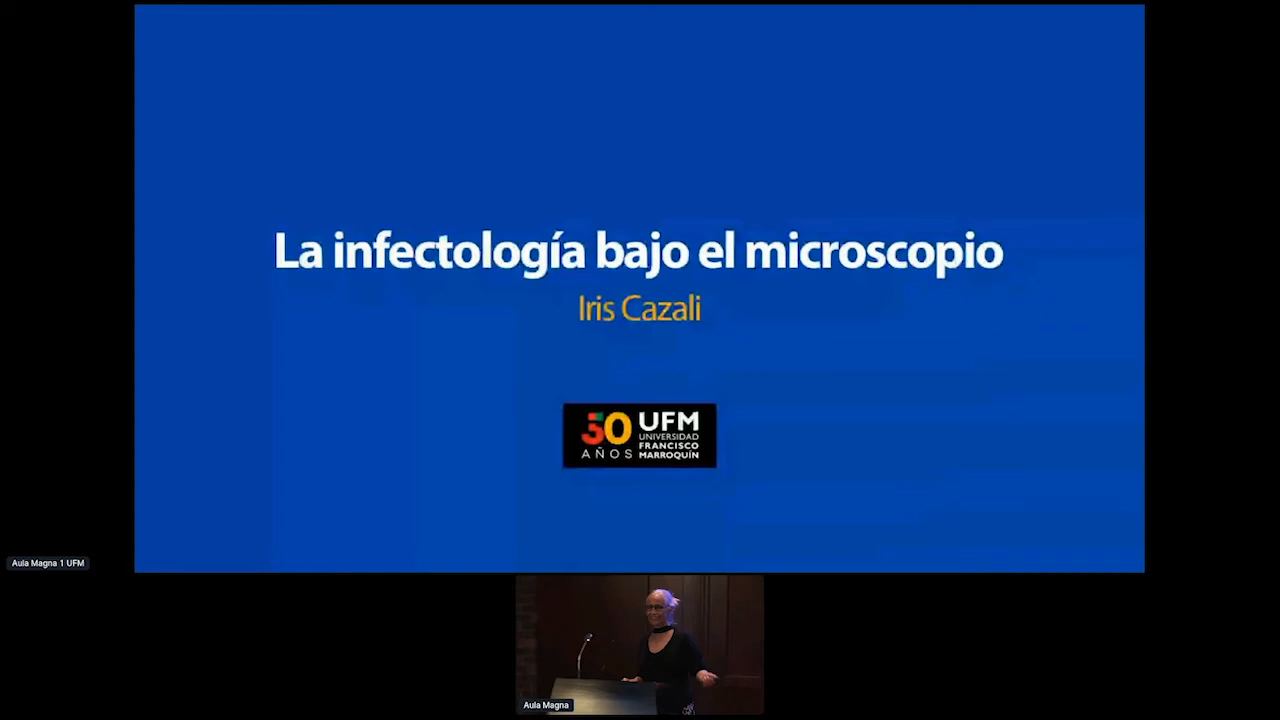 La infectología bajo el microscopio
Iris Cazali
50 AÑOS
UFM
UNIVERSIDAD
FRANCISCO
MARROQUÍN
Aula Magna 1 UFM
Aula Magna